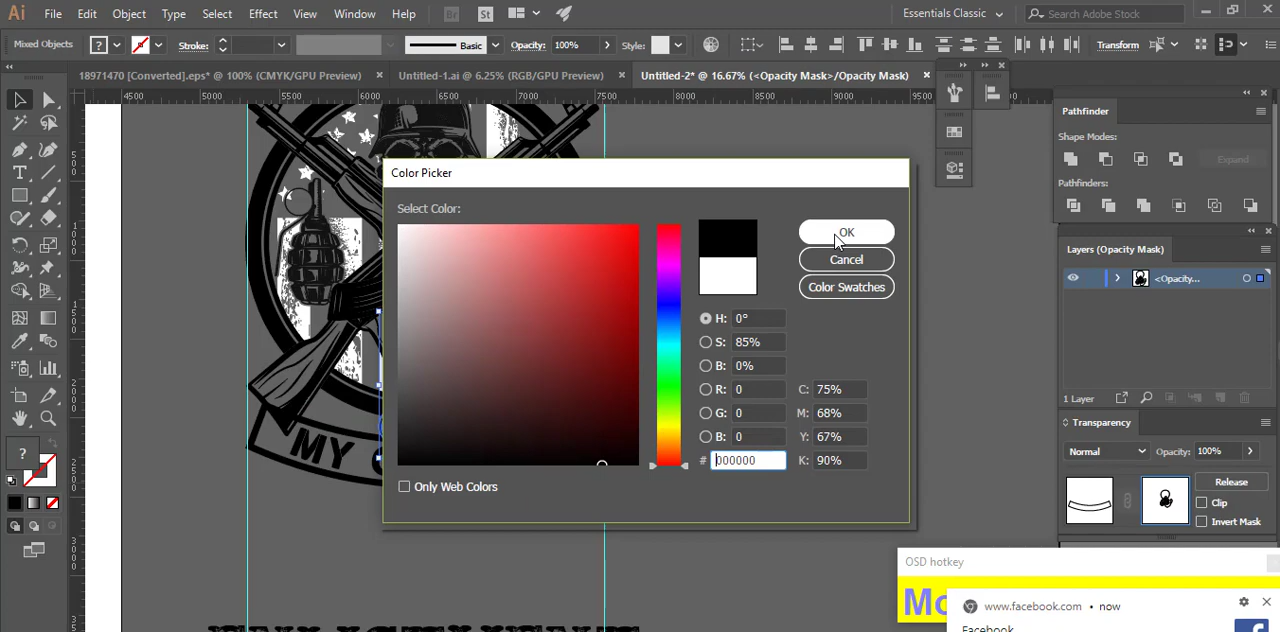 Ai File Edit Object Type Select Effect View Window Help Br St Essentials Classic Search Adobe Stock
Mixed Objects ? Stroke: Basic Opacity: 100% Style: Transform
18971470 [Converted].eps* @ 100% (CMYK/GPU Preview) × Untitled-1.ai @ 6.25% (RGB/GPU Preview) × Untitled-2* @ 16.67% (<Opacity Mask>/Opacity Mask) ×
4500 5000 5500 6000 6500 7000 7500 8000 8500 9000 9500
Pathfinder
Shape Modes:
Expand
Pathfinders:
Color Picker
Select Color:
OK
Cancel
Color Swatches
H: 0°
S: 85%
B: 0%
R: 0 C: 75%
G: 0 M: 68%
B: 0 Y: 67%
# 000000 K: 90%
Only Web Colors
Layers (Opacity Mask)
<Opacity...
1 Layer
Transparency
Normal Opacity: 100%
Release
Clip
Invert Mask
MY
?
OSD hotkey
Mo
www.facebook.com • now
Facebook